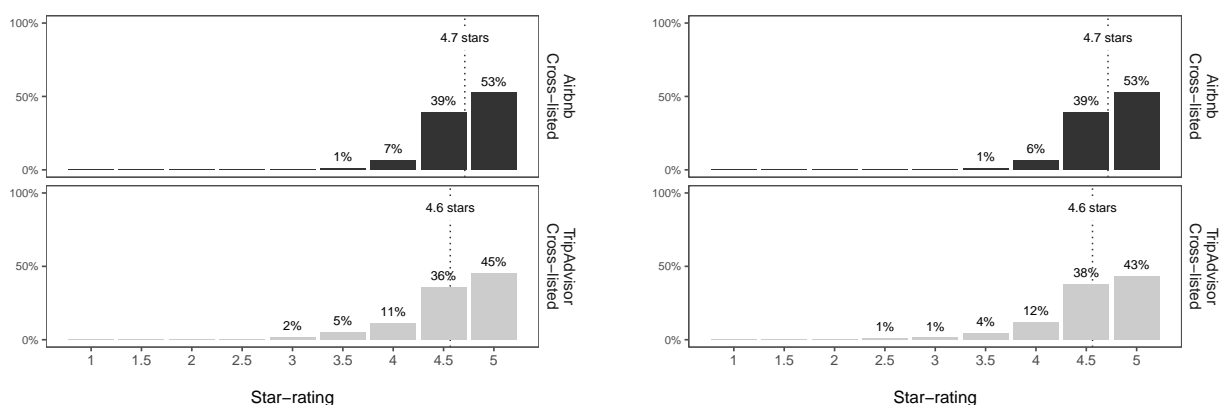 100%
50%
0%
4.7 stars
1%
7%
39%
53%
Airbnb
Cross−listed
100%
50%
0%
4.6 stars
2%
5%
11%
36%
45%
TripAdvisor
Cross−listed
1 1.5 2 2.5 3 3.5 4 4.5 5
Star−rating
100%
50%
0%
4.7 stars
1%
6%
39%
53%
Airbnb
Cross−listed
100%
50%
0%
4.6 stars
1%
1%
4%
12%
38%
43%
TripAdvisor
Cross−listed
1 1.5 2 2.5 3 3.5 4 4.5 5
Star−rating